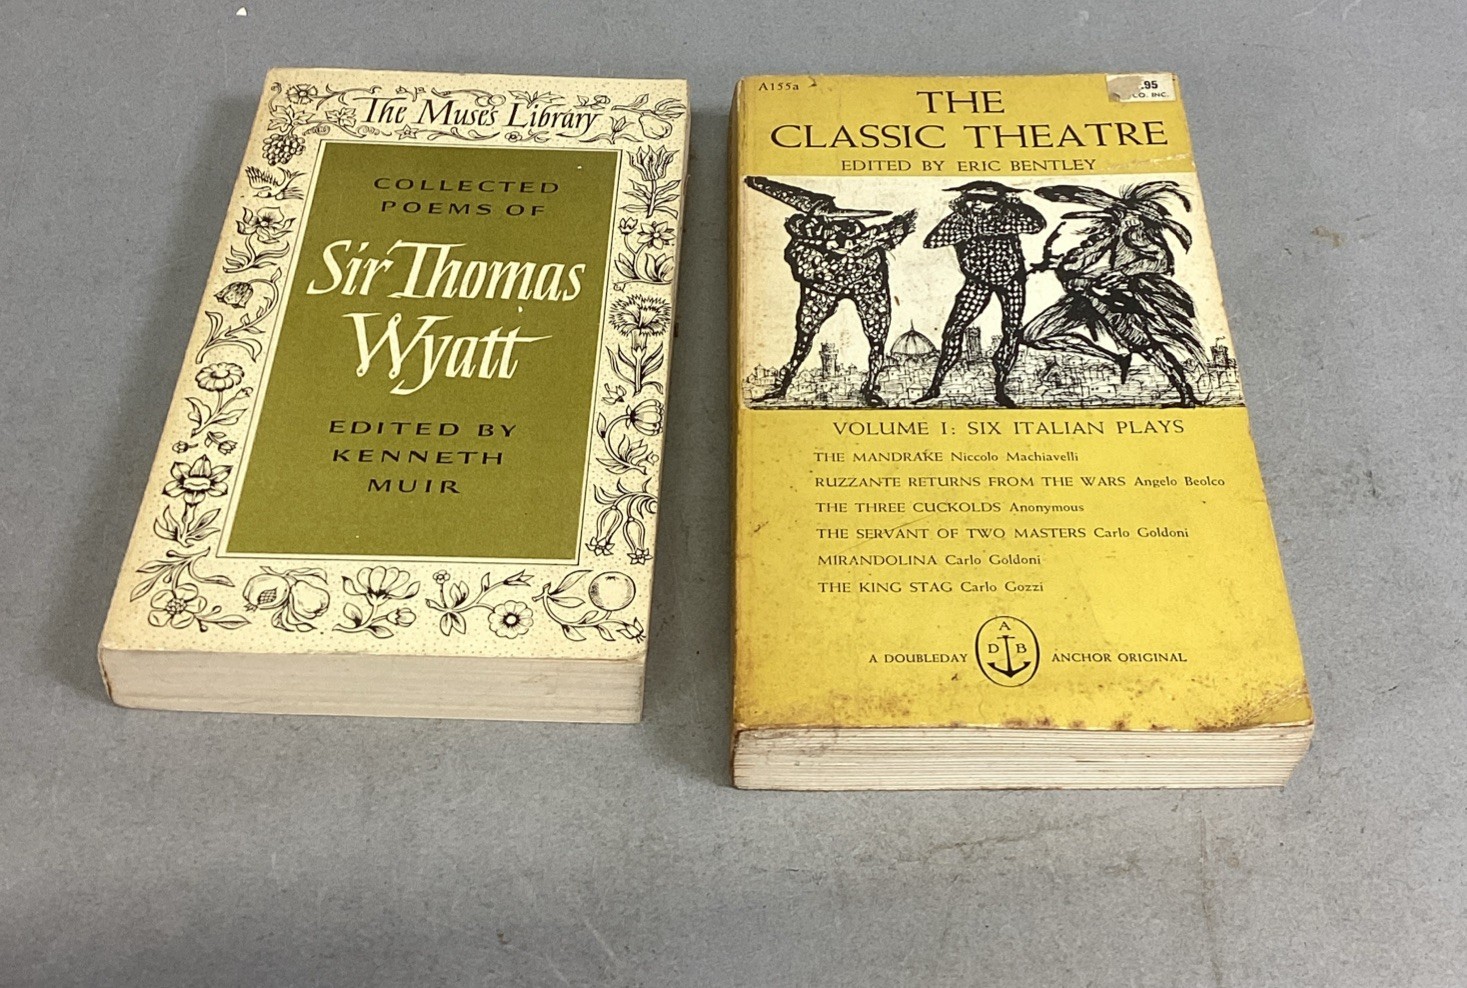 The Muses' Library
COLLECTED
POEMS OF
Sir Thomas
Wyatt
EDITED BY
KENNETH
MUIR
A155a
.95
CO. INC.
THE
CLASSIC THEATRE
EDITED BY ERIC BENTLEY
VOLUME I: SIX ITALIAN PLAYS
THE MANDRAKE Niccolo Machiavelli
RUZZANTE RETURNS FROM THE WARS Angelo Beolco
THE THREE CUCKOLDS Anonymous
THE SERVANT OF TWO MASTERS Carlo Goldoni
MIRANDOLINA Carlo Goldoni
THE KING STAG Carlo Gozzi
A
D B
A DOUBLEDAY ANCHOR ORIGINAL